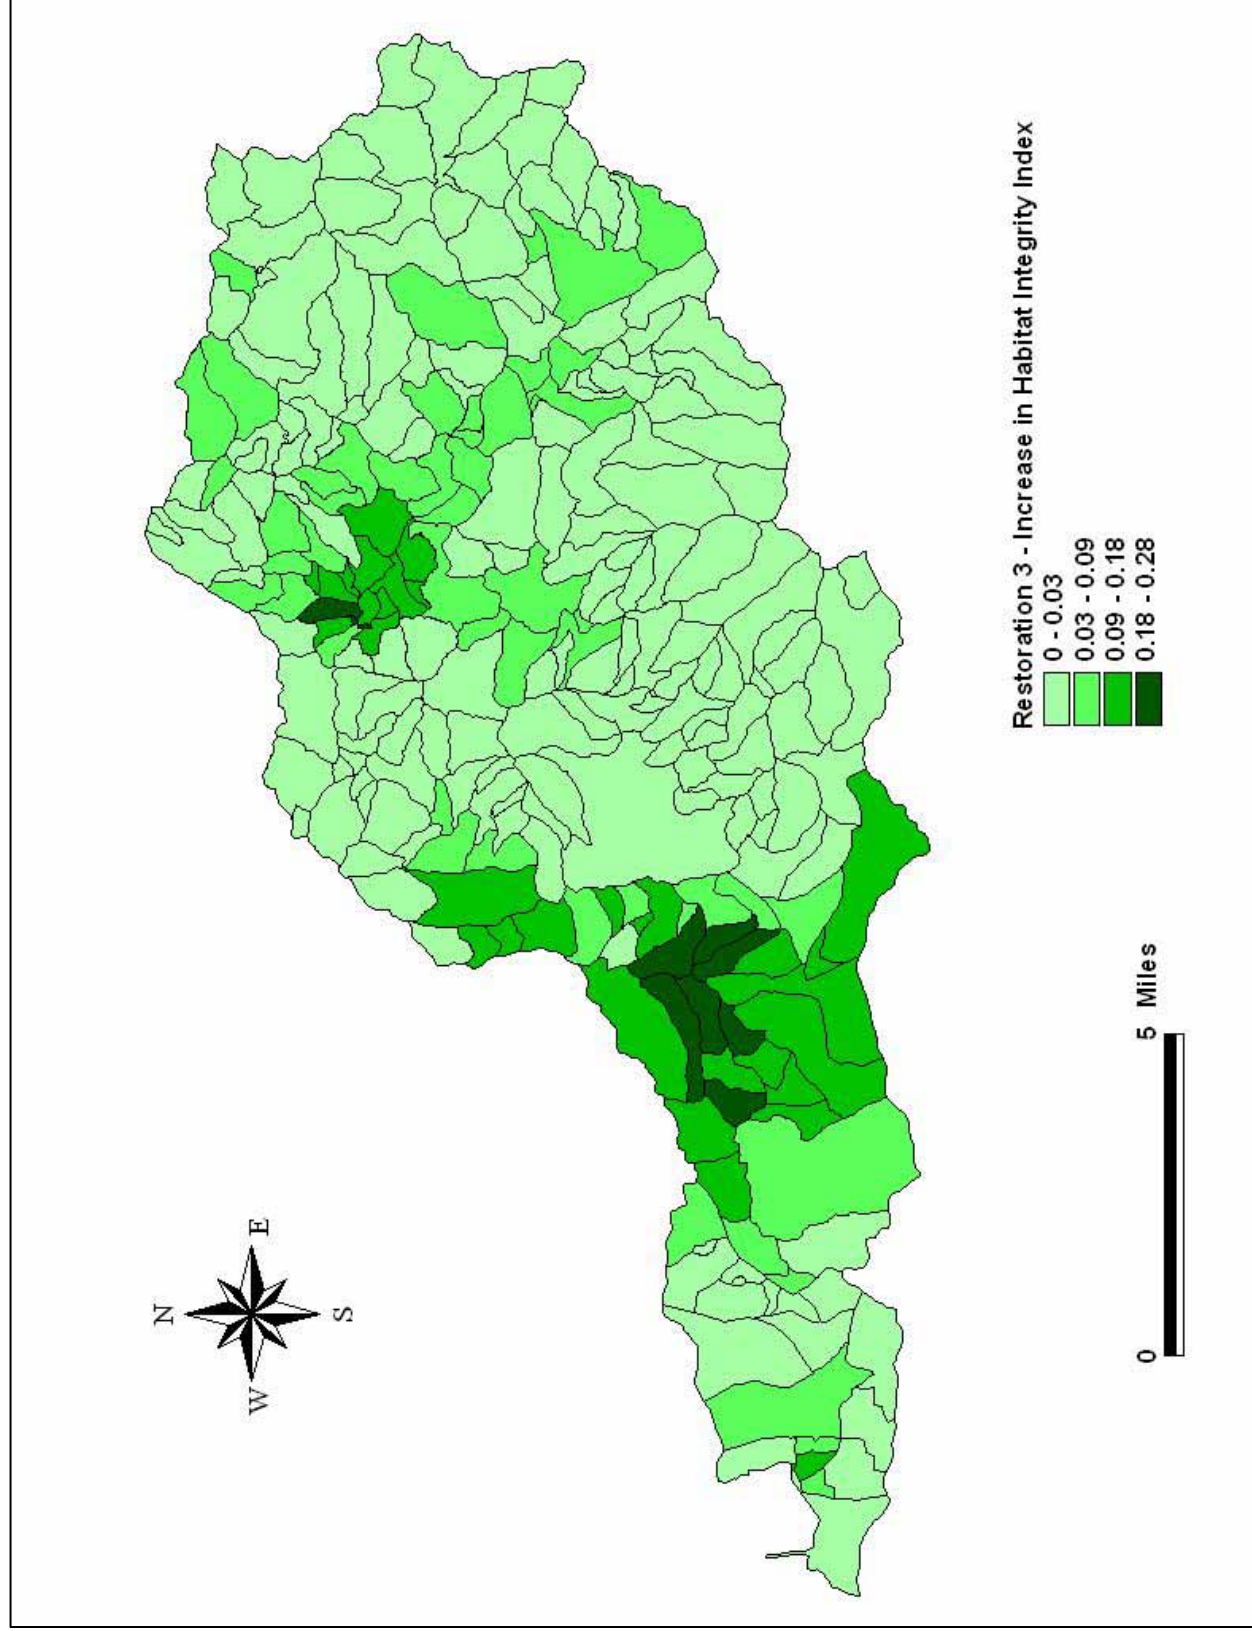 N
W
E
S
Restoration 3 - Increase in Habitat Integrity Index
0 - 0.03
0.03 - 0.09
0.09 - 0.18
0.18 - 0.28
0
5 Miles